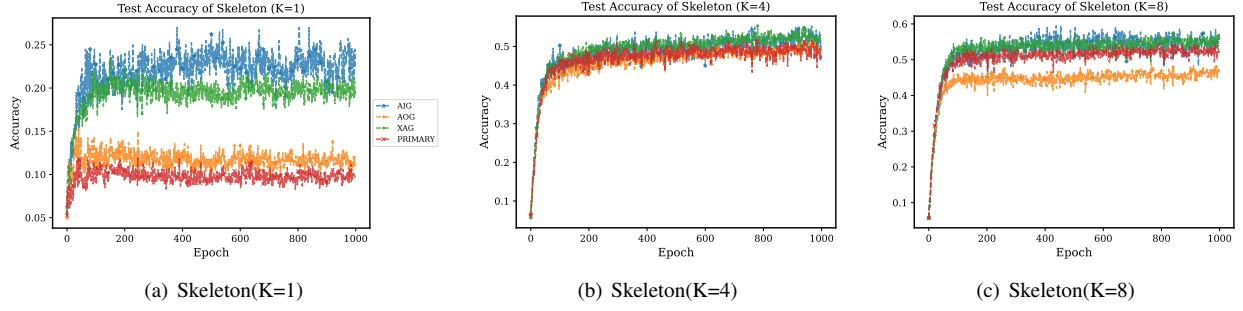 Test Accuracy of Skeleton (K=1)
Accuracy
0.25
0.20
0.15
0.10
0.05
0 200 400 600 800 1000
Epoch
AIG
AOG
XAG
PRIMARY
(a) Skeleton(K=1)
Test Accuracy of Skeleton (K=4)
Accuracy
0.5
0.4
0.3
0.2
0.1
0 200 400 600 800 1000
Epoch
(b) Skeleton(K=4)
Test Accuracy of Skeleton (K=8)
Accuracy
0.6
0.5
0.4
0.3
0.2
0.1
0 200 400 600 800 1000
Epoch
(c) Skeleton(K=8)